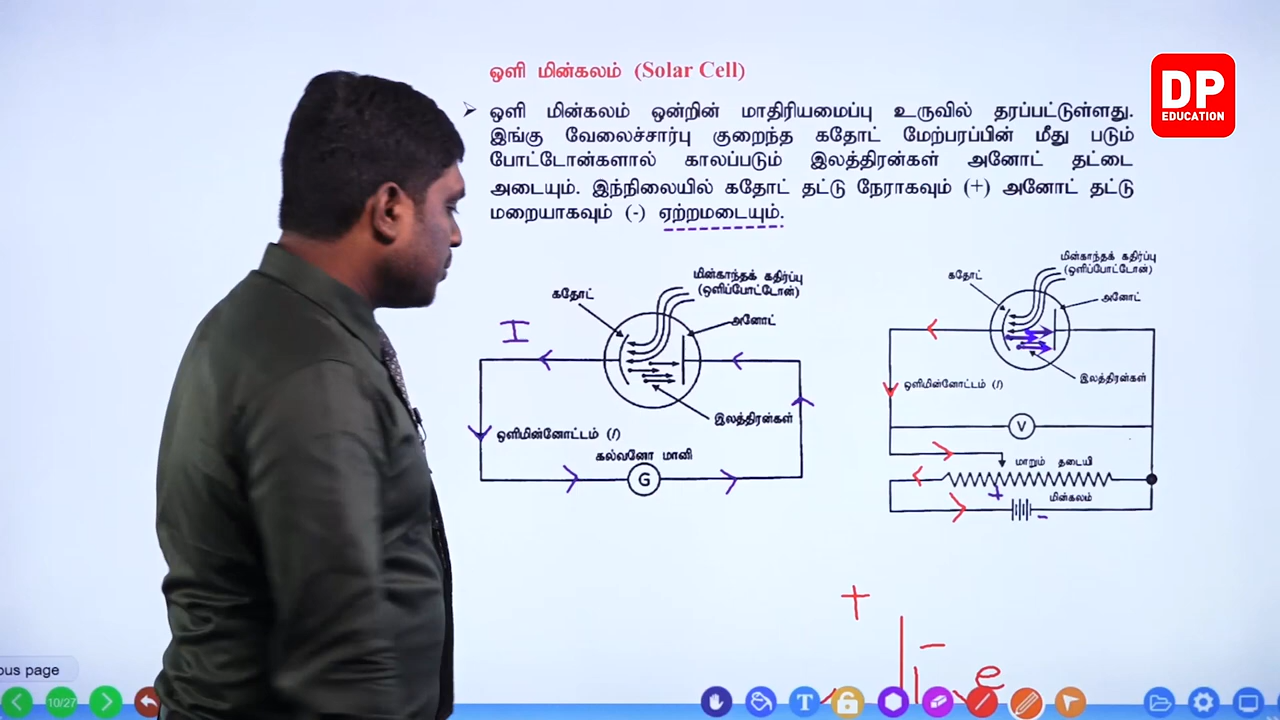 ஒளி மின்கலம் (Solar Cell)
DP
EDUCATION
➢ ஒளி மின்கலம் ஒன்றின் மாதிரியமைப்பு உருவில் தரப்பட்டுள்ளது.
இங்கு வேலைச்சார்பு குறைந்த கதோட் மேற்பரப்பின் மீது படும்
போட்டோன்களால் காலப்படும் இலத்திரன்கள் அனோட் தட்டை
அடையும். இந்நிலையில் கதோட் தட்டு நேராகவும் (+) அனோட் தட்டு
மறையாகவும் (-) ஏற்றமடையும்.
மின்காந்தக் கதிர்ப்பு
(ஒளிப்போட்டோன்)
கதோட்
அனோட்
I
இலத்திரன்கள்
ஒளிமின்னோட்டம் (I)
கல்வனோ மானி
G
மின்காந்தக் கதிர்ப்பு
(ஒளிப்போட்டோன்)
கதோட்
அனோட்
இலத்திரன்கள்
ஒளிமின்னோட்டம் (I)
V
மாறும் தடையி
+
மின்கலம்
-
+
-
e
ous page
10/27
T